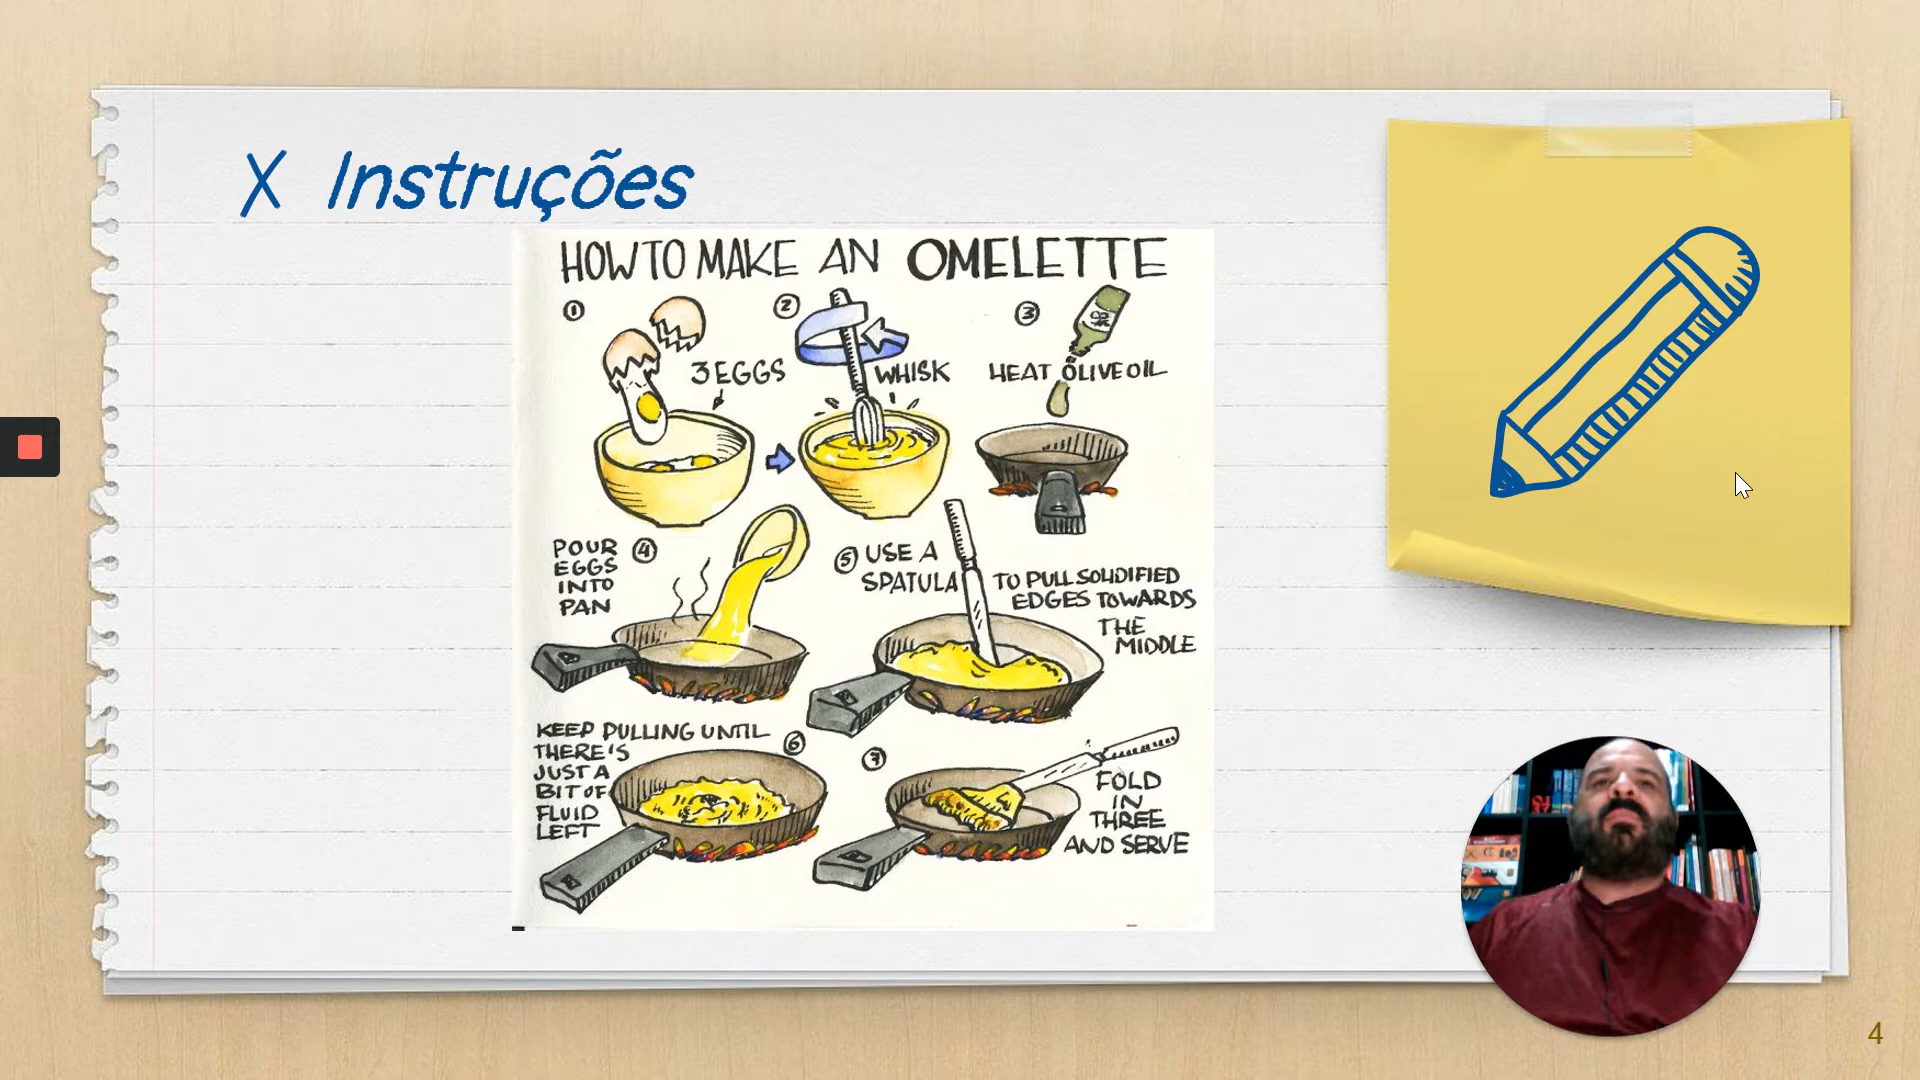 X Instruções
HOW TO MAKE AN OMELETTE
1
3 EGGS
2
WHISK
3
HEAT OLIVE OIL
4
POUR
EGGS
INTO
PAN
5
USE A
SPATULA
TO PULL SOLIDIFIED
EDGES TOWARDS
THE
MIDDLE
6
KEEP PULLING UNTIL
THERE'S
JUST A
BIT OF
FLUID
LEFT
7
FOLD
IN
THREE
AND SERVE
4